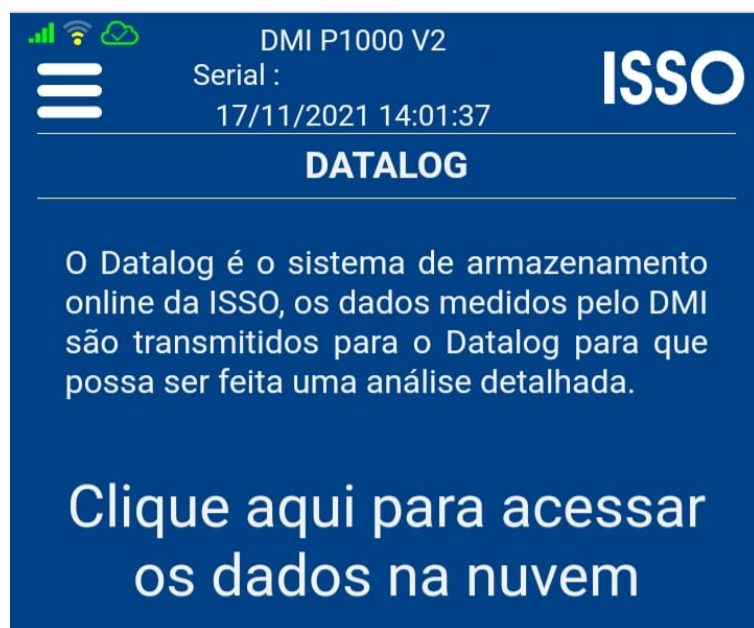 DMI P1000 V2
Serial :
17/11/2021 14:01:37
ISSO
DATALOG
O Datalog é o sistema de armazenamento
online da ISSO, os dados medidos pelo DMI
são transmitidos para o Datalog para que
possa ser feita uma análise detalhada.
Clique aqui para acessar
os dados na nuvem